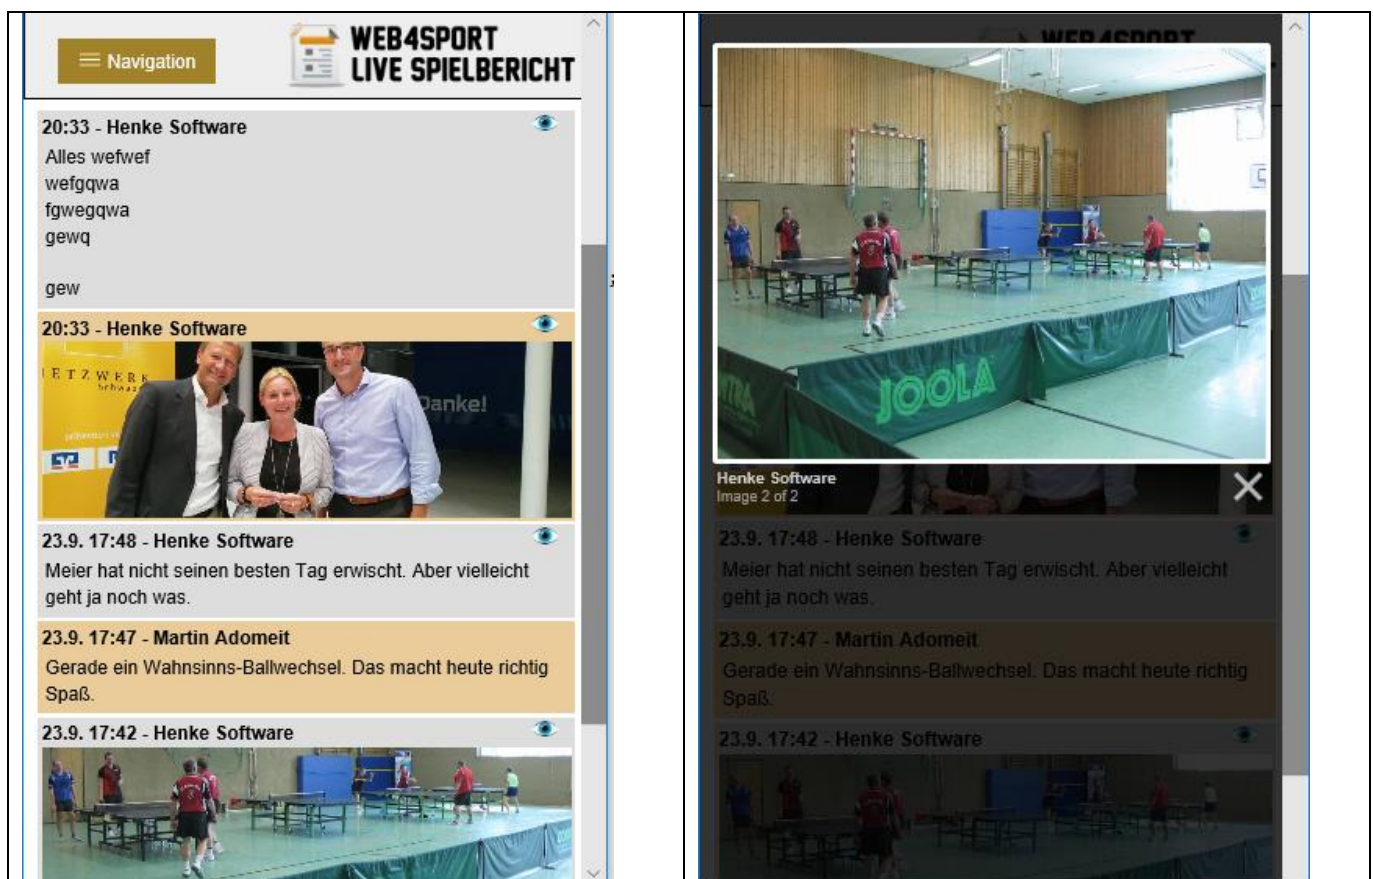 Navigation
WEB4SPORT
LIVE SPIELBERICHT
20:33 - Henke Software
Alles wefwef
wefgqwa
fgwegqwa
gewq
gew
20:33 - Henke Software
ETZWERK
Schwa
Danke!
23.9. 17:48 - Henke Software
Meier hat nicht seinen besten Tag erwischt. Aber vielleicht
geht ja noch was.
23.9. 17:47 - Martin Adomeit
Gerade ein Wahnsinns-Ballwechsel. Das macht heute richtig
Spaß.
23.9. 17:42 - Henke Software
WEB4SPORT
JOOLA
Henke Software
Image 2 of 2
23.9. 17:48 - Henke Software
Meier hat nicht seinen besten Tag erwischt. Aber vielleicht
geht ja noch was.
23.9. 17:47 - Martin Adomeit
Gerade ein Wahnsinns-Ballwechsel. Das macht heute richtig
Spaß.
23.9. 17:42 - Henke Software